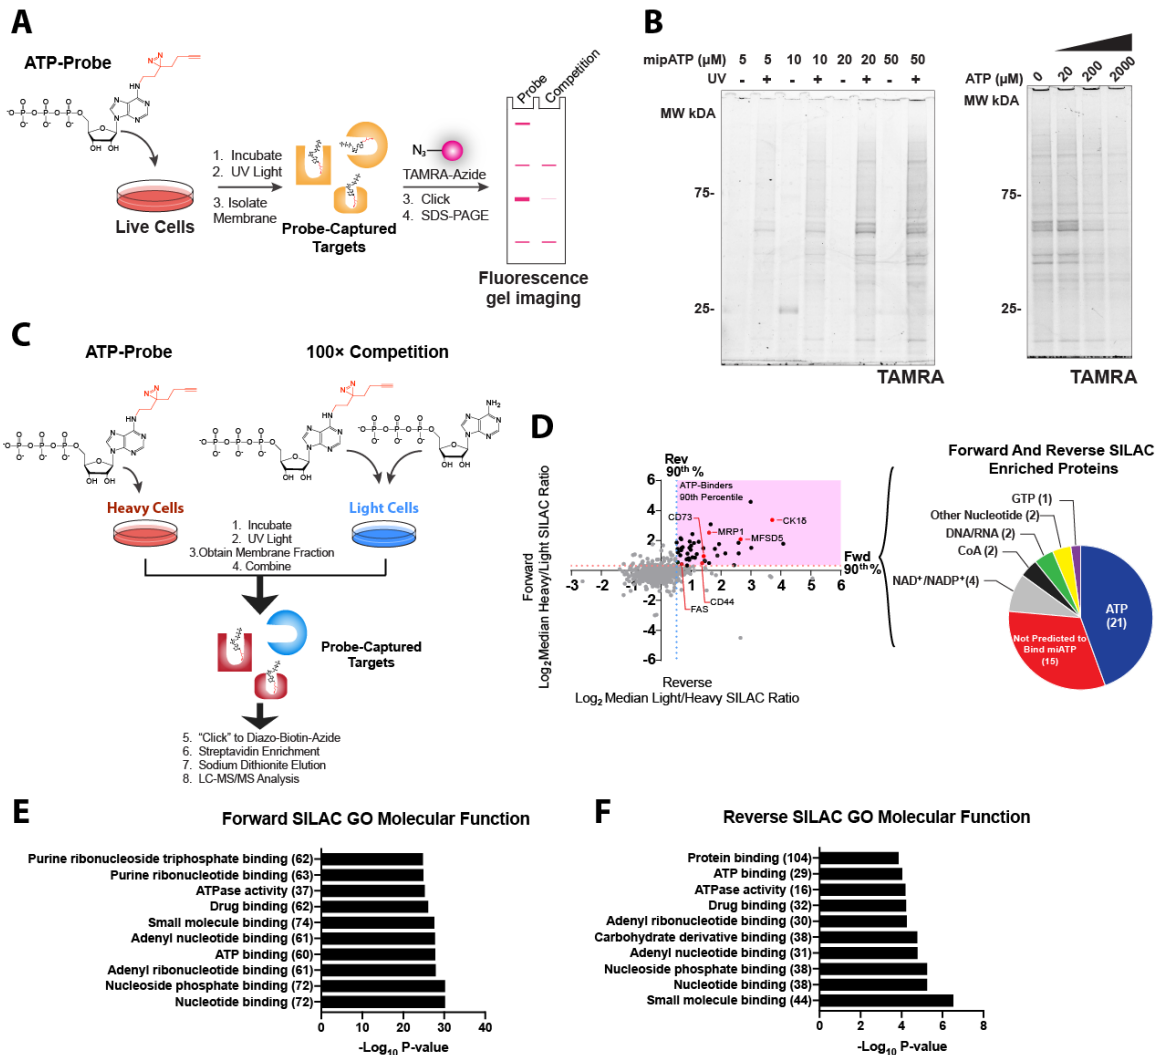 A
ATP-Probe
Live Cells
1. Incubate
2. UV Light
3. Isolate
Membrane
Probe-Captured
Targets
N₃
TAMRA-Azide
3. Click
4. SDS-PAGE
Probe
Competition
Fluorescence
gel imaging
B
mipATP (µM) 5 5 10 10 20 20 50 50
UV - + - + - + - +
MW kDa
75-
25-
TAMRA
ATP (µM) 0 20 200 2000
MW kDa
75-
25-
TAMRA
C
ATP-Probe
100× Competition
Heavy Cells
Light Cells
1. Incubate
2. UV Light
3.Obtain Membrane Fraction
4. Combine
Probe-Captured
Targets
5. "Click" to Diazo-Biotin-Azide
6. Streptavidin Enrichment
7. Sodium Dithionite Elution
8. LC-MS/MS Analysis
D
Rev
90th %
ATP-Binders
90th Percentile
CD73
MRP1
CK1δ
MFSD5
FAS
CD44
Fwd
90th%
6
4
2
0
-2
-4
-6
-3 -2 -1 1 2 3 4 5 6
Forward
Log₂ Median Heavy/Light SILAC Ratio
Reverse
Log₂ Median Light/Heavy SILAC Ratio
Forward And Reverse SILAC
Enriched Proteins
GTP (1)
Other Nucleotide (2)
DNA/RNA (2)
CoA (2)
NAD⁺/NADP⁺(4)
ATP
(21)
Not Predicted to
Bind miATP
(15)
E
Forward SILAC GO Molecular Function
Purine ribonucleoside triphosphate binding (62)
Purine ribonucleotide binding (63)
ATPase activity (37)
Drug binding (62)
Small molecule binding (74)
Adenyl nucleotide binding (61)
ATP binding (60)
Adenyl ribonucleotide binding (61)
Nucleoside phosphate binding (72)
Nucleotide binding (72)
0 10 20 30 40
-Log₁₀ P-value
F
Reverse SILAC GO Molecular Function
Protein binding (104)
ATP binding (29)
ATPase activity (16)
Drug binding (32)
Adenyl ribonucleotide binding (30)
Carbohydrate derivative binding (38)
Adenyl nucleotide binding (31)
Nucleoside phosphate binding (38)
Nucleotide binding (38)
Small molecule binding (44)
0 2 4 6 8
-Log₁₀ P-value